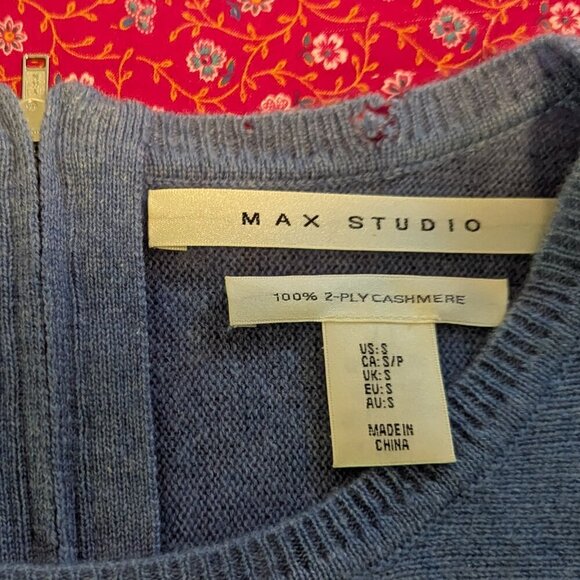 MAX STUDIO
100% 2-PLY CASHMERE
US: S
CA: S/P
UK: S
EU: S
AU: S
MADE IN
CHINA